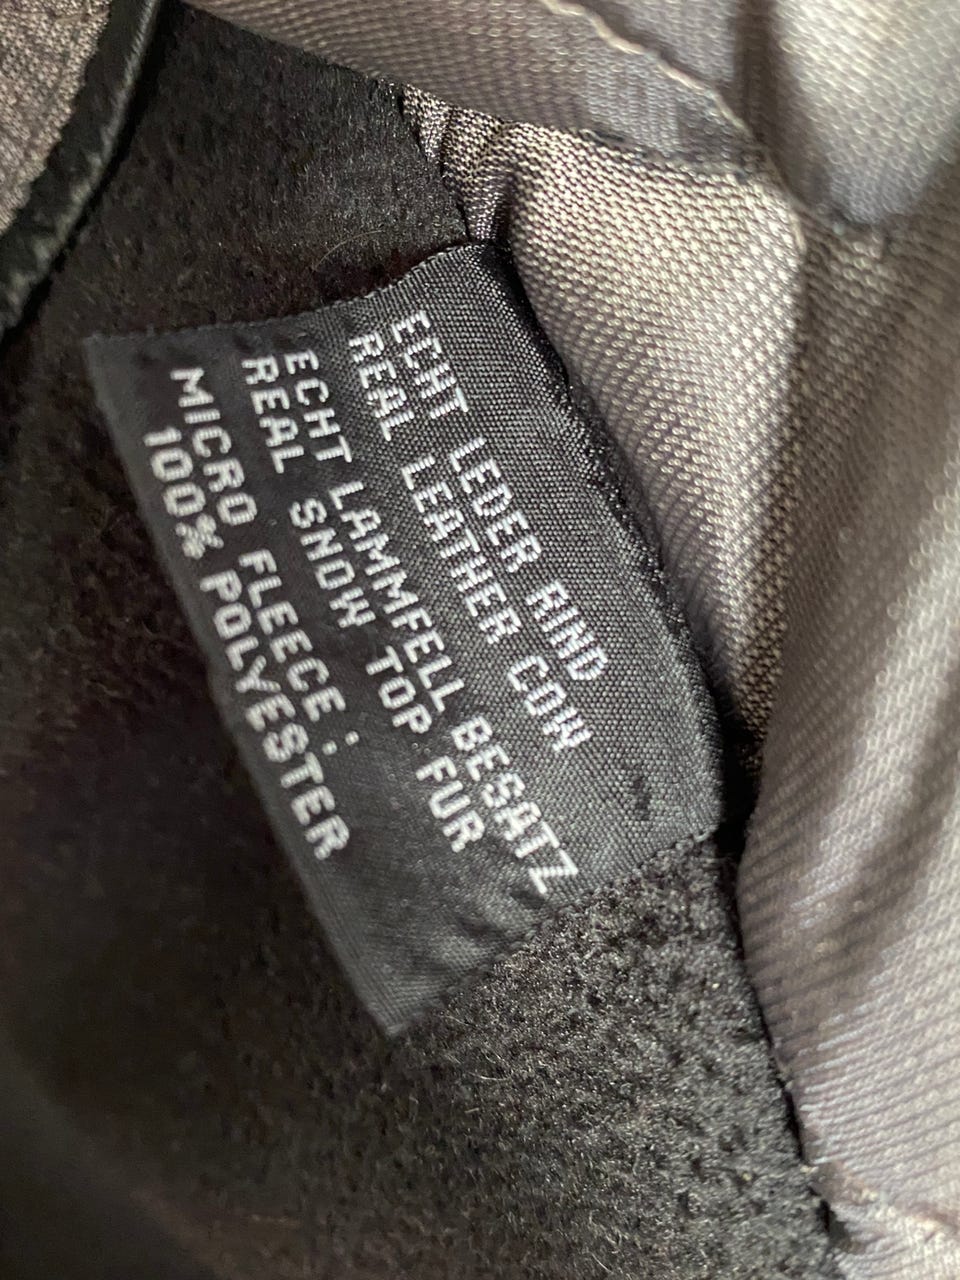 ECHT LEDER RIND
REAL LEATHER COW
ECHT LAMMFELL BESATZ
REAL SNOW TOP FUR
MICRO FLEECE :
100% POLYESTER